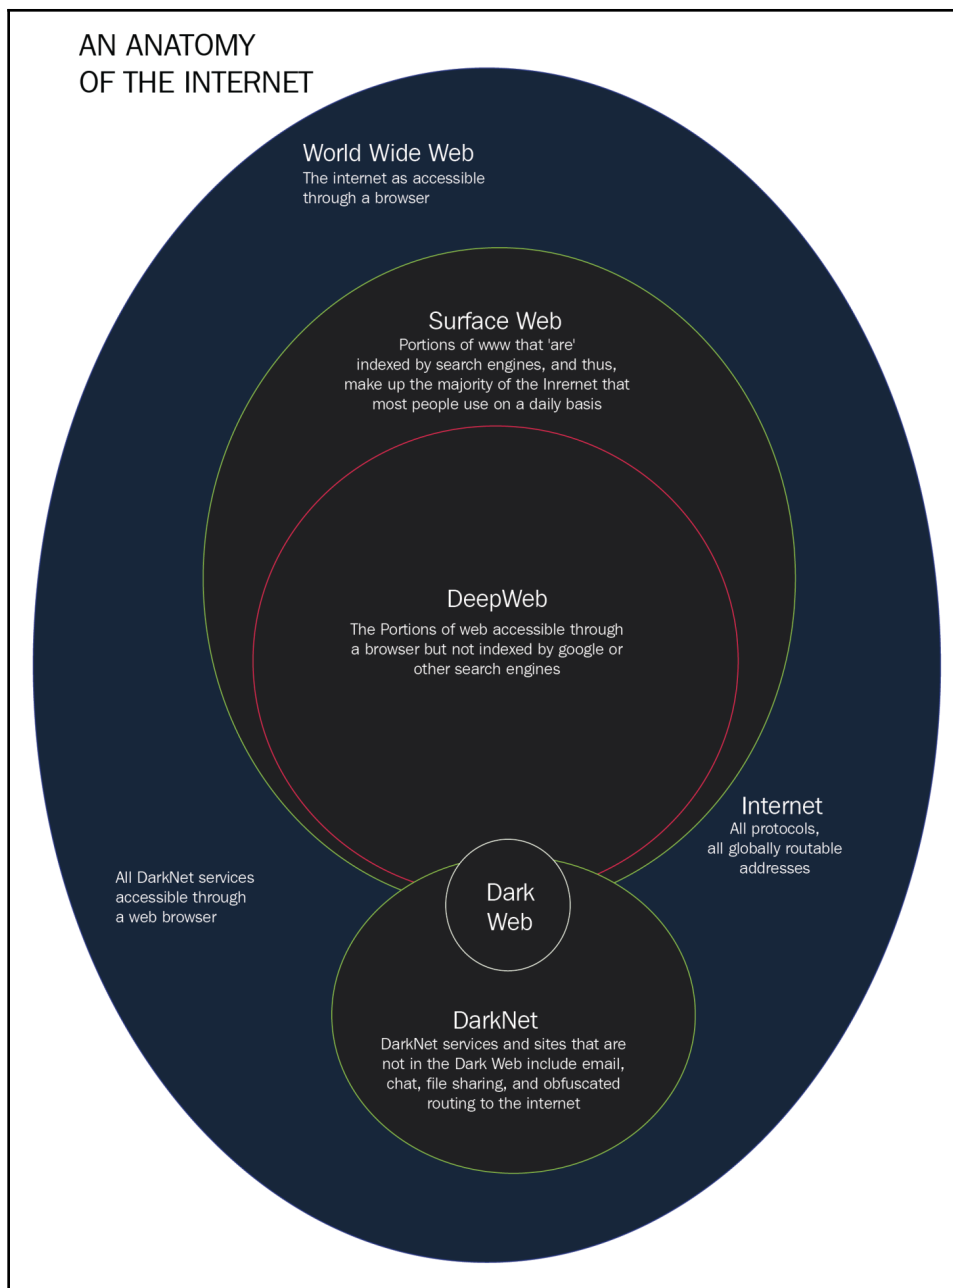 AN ANATOMY
OF THE INTERNET
World Wide Web
The internet as accessible
through a browser
Surface Web
Portions of www that 'are'
indexed by search engines, and thus,
make up the majority of the Inrernet that
most people use on a daily basis
DeepWeb
The Portions of web accessible through
a browser but not indexed by google or
other search engines
Internet
All protocols,
all globally routable
addresses
All DarkNet services
accessible through
a web browser
Dark
Web
DarkNet
DarkNet services and sites that are
not in the Dark Web include email,
chat, file sharing, and obfuscated
routing to the internet